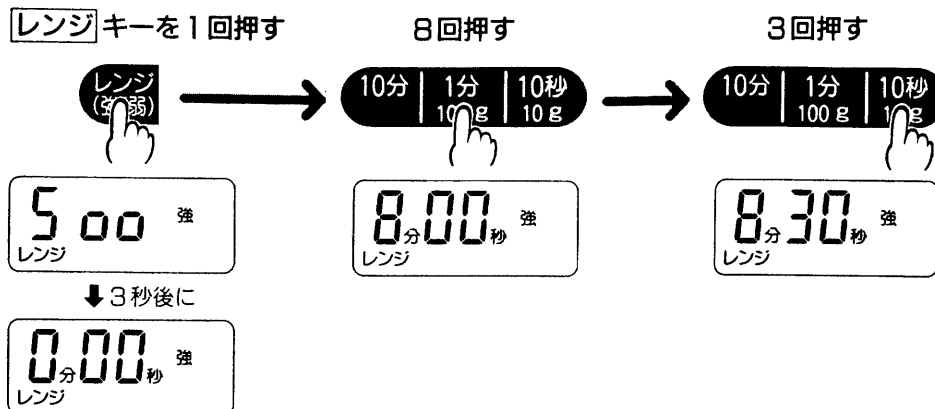 レンジ キーを1回押す
8回押す
3回押す
レンジ
(強弱)
10分 1分 10秒
100g 10g
10分 1分 10秒
100g 10g
500 強
レンジ
8分00秒 強
レンジ
8分30秒 強
レンジ
3秒後に
0分00秒 強
レンジ